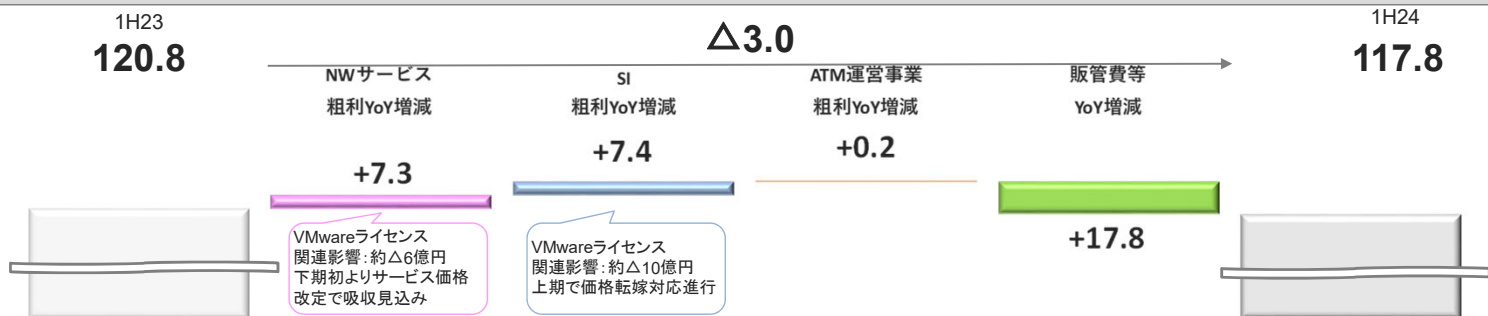 1H23
120.8
△3.0
1H24
117.8
NWサービス
粗利YoY増減
+7.3
SI
粗利YoY増減
+7.4
ATM運営事業
粗利YoY増減
+0.2
販管費等
YoY増減
+17.8
VMwareライセンス
関連影響：約△6億円
下期初よりサービス価格
改定で吸収見込み
VMwareライセンス
関連影響：約△10億円
上期で価格転嫁対応進行